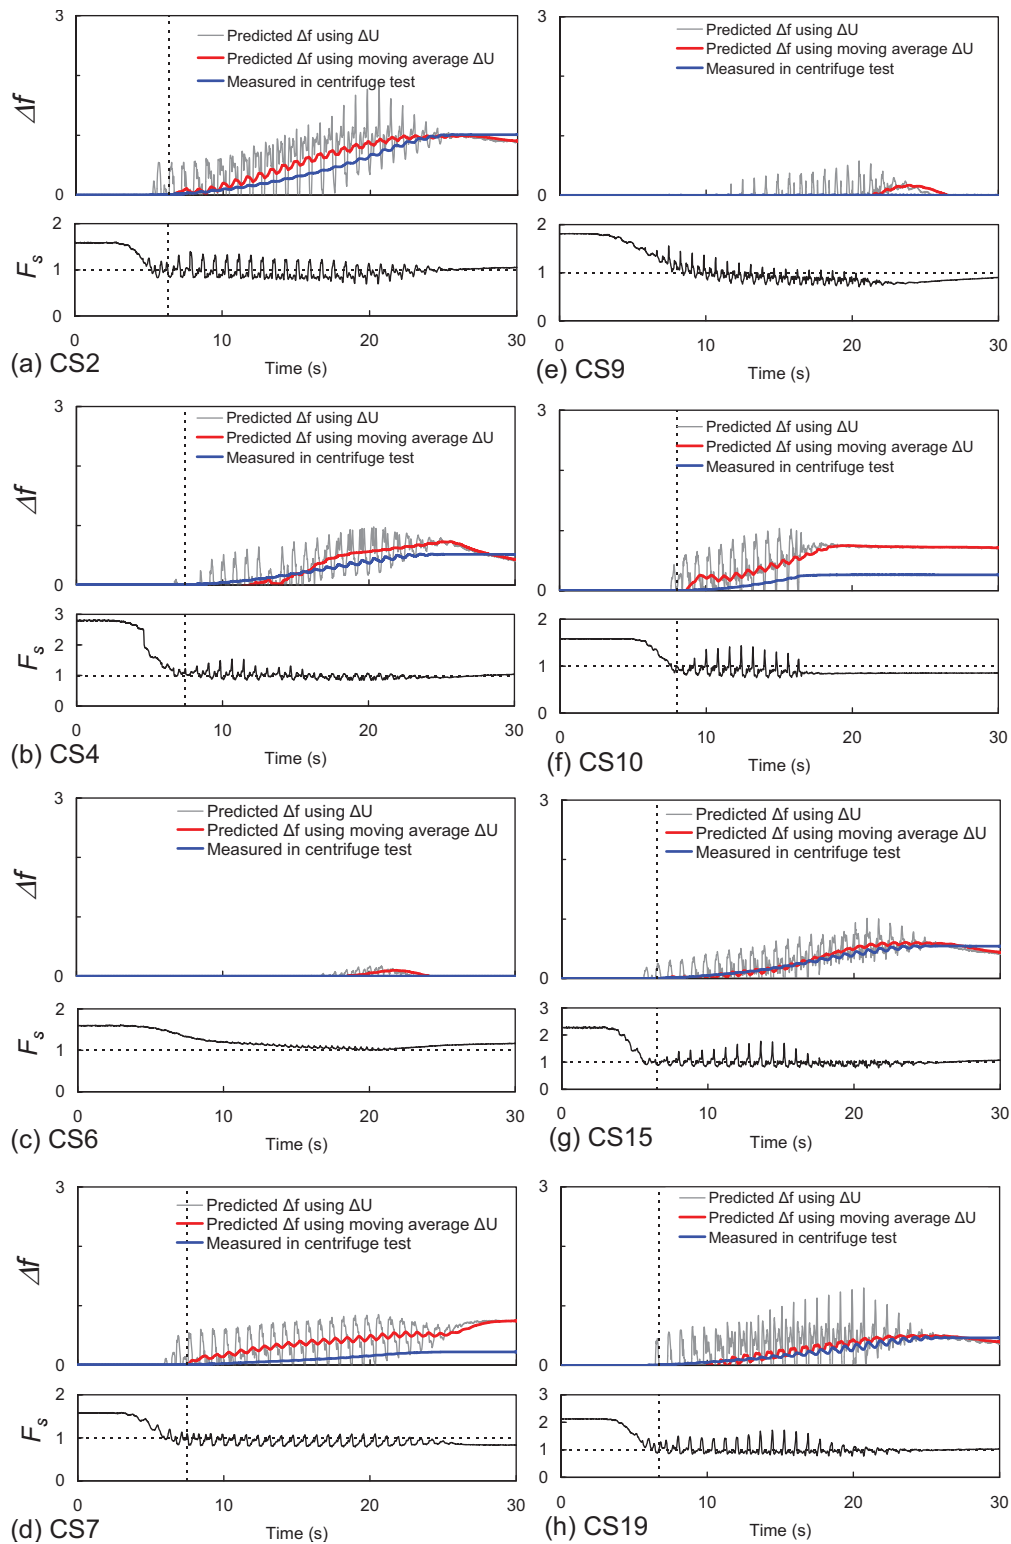 3
Predicted Δf using ΔU
Predicted Δf using moving average ΔU
Measured in centrifuge test
Δf
0
2
Fs
1
0
0 10 20 30
(a) CS2 Time (s)
3
Predicted Δf using ΔU
Predicted Δf using moving average ΔU
Measured in centrifuge test
0
2
1
0
0 10 20 30
(e) CS9 Time (s)
3
Predicted Δf using ΔU
Predicted Δf using moving average ΔU
Measured in centrifuge test
Δf
0
3
2
Fs
1
0
0 10 20 30
(b) CS4 Time (s)
3
Predicted Δf using ΔU
Predicted Δf using moving average ΔU
Measured in centrifuge test
0
2
1
0
0 10 20 30
(f) CS10 Time (s)
3
Predicted Δf using ΔU
Predicted Δf using moving average ΔU
Measured in centrifuge test
Δf
0
2
Fs
1
0
0 10 20 30
(c) CS6 Time (s)
3
Predicted Δf using ΔU
Predicted Δf using moving average ΔU
Measured in centrifuge test
0
3
2
1
0
0 10 20 30
(g) CS15 Time (s)
3
Predicted Δf using ΔU
Predicted Δf using moving average ΔU
Measured in centrifuge test
Δf
0
2
Fs
1
0
0 10 20 30
(d) CS7 Time (s)
3
Predicted Δf using ΔU
Predicted Δf using moving average ΔU
Measured in centrifuge test
0
3
2
1
0
0 10 20 30
(h) CS19 Time (s)